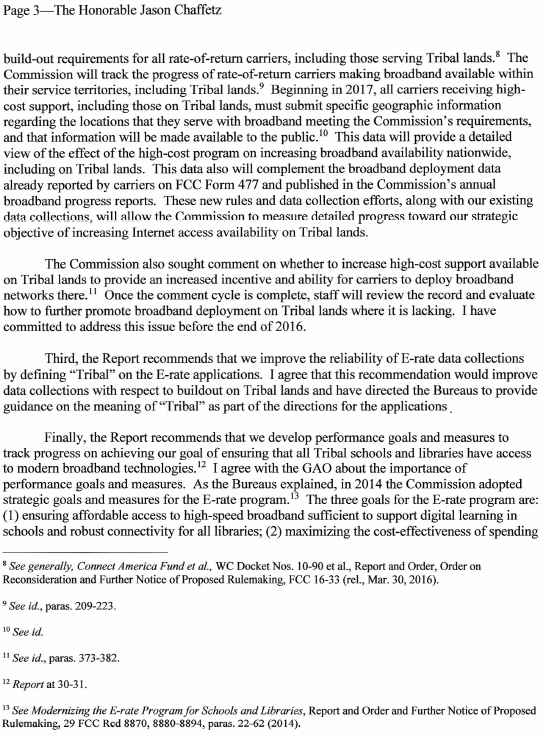 Page 3—The Honorable Jason Chaffetz
build-out requirements for all rate-of-return carriers, including those serving Tribal lands.⁸ The
Commission will track the progress of rate-of-return carriers making broadband available within
their service territories, including Tribal lands.⁹ Beginning in 2017, all carriers receiving high-
cost support, including those on Tribal lands, must submit specific geographic information
regarding the locations that they serve with broadband meeting the Commission's requirements,
and that information will be made available to the public.¹⁰ This data will provide a detailed
view of the effect of the high-cost program on increasing broadband availability nationwide,
including on Tribal lands. This data also will complement the broadband deployment data
already reported by carriers on FCC Form 477 and published in the Commission's annual
broadband progress reports. These new rules and data collection efforts, along with our existing
data collections, will allow the Commission to measure detailed progress toward our strategic
objective of increasing Internet access availability on Tribal lands.
The Commission also sought comment on whether to increase high-cost support available
on Tribal lands to provide an increased incentive and ability for carriers to deploy broadband
networks there.¹¹ Once the comment cycle is complete, staff will review the record and evaluate
how to further promote broadband deployment on Tribal lands where it is lacking. I have
committed to address this issue before the end of 2016.
Third, the Report recommends that we improve the reliability of E-rate data collections
by defining "Tribal" on the E-rate applications. I agree that this recommendation would improve
data collections with respect to buildout on Tribal lands and have directed the Bureaus to provide
guidance on the meaning of "Tribal" as part of the directions for the applications.
Finally, the Report recommends that we develop performance goals and measures to
track progress on achieving our goal of ensuring that all Tribal schools and libraries have access
to modern broadband technologies.¹² I agree with the GAO about the importance of
performance goals and measures. As the Bureaus explained, in 2014 the Commission adopted
strategic goals and measures for the E-rate program.¹³ The three goals for the E-rate program are:
(1) ensuring affordable access to high-speed broadband sufficient to support digital learning in
schools and robust connectivity for all libraries; (2) maximizing the cost-effectiveness of spending
⁸ See generally, Connect America Fund et al., WC Docket Nos. 10-90 et al., Report and Order, Order on
Reconsideration and Further Notice of Proposed Rulemaking, FCC 16-33 (rel., Mar. 30, 2016).
⁹ See id., paras. 209-223.
¹⁰ See id.
¹¹ See id., paras. 373-382.
¹² Report at 30-31.
¹³ See Modernizing the E-rate Program for Schools and Libraries, Report and Order and Further Notice of Proposed
Rulemaking, 29 FCC Rcd 8870, 8880-8894, paras. 22-62 (2014).